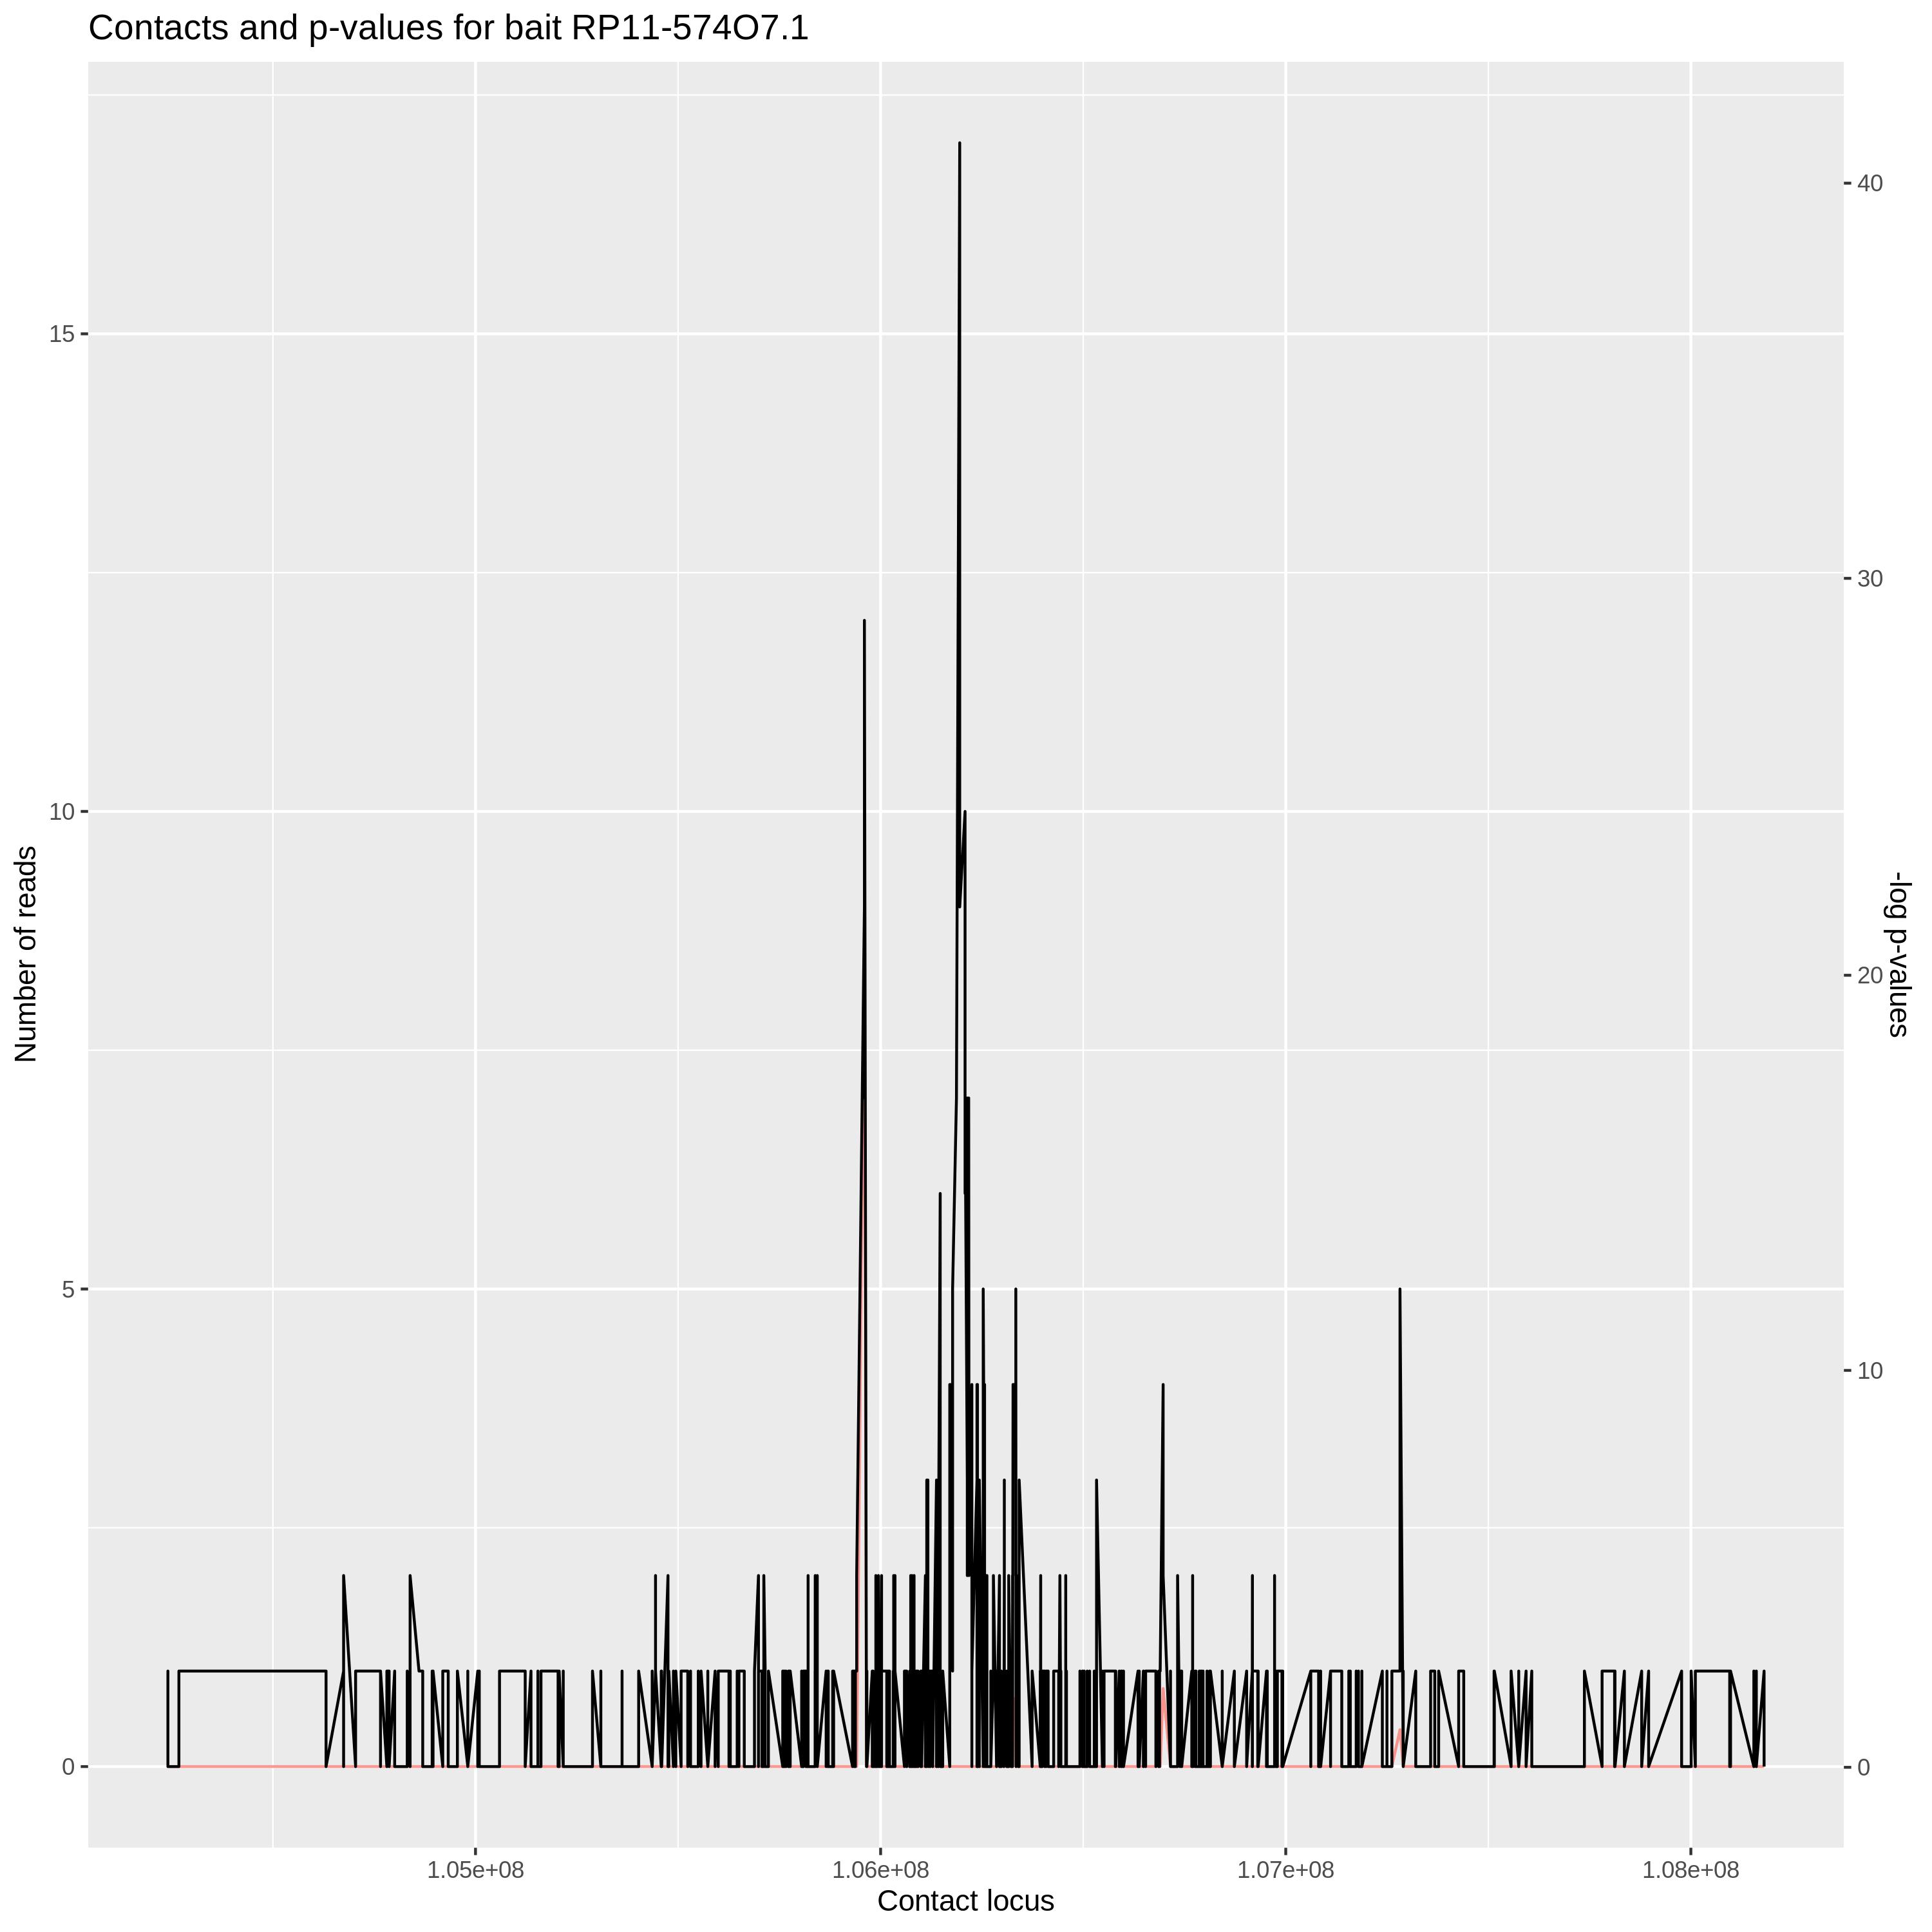 Contacts and p-values for bait RP11-574O7.1
15
10
5
0
Number of reads
40
30
20
10
0
-log p-values
1.05e+08 1.06e+08 1.07e+08 1.08e+08
Contact locus